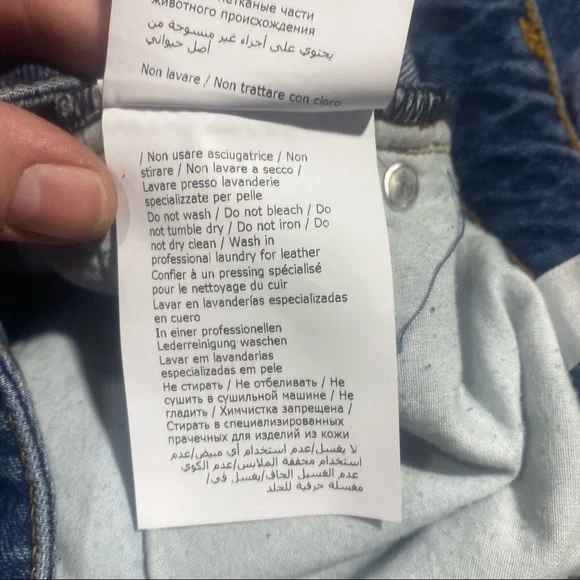 нетканые части
животного происхождения
يحتوي على أجزاء غير منسوجة من
أصل حيواني
Non lavare / Non trattare con cloro
/ Non usare asciugatrice / Non
stirare / Non lavare a secco /
Lavare presso lavanderie
specializzate per pelle
Do not wash / Do not bleach / Do
not tumble dry / Do not iron / Do
not dry clean / Wash in
professional laundry for leather
Confier à un pressing spécialisé
pour le nettoyage du cuir
Lavar en lavanderías especializadas
en cuero
In einer professionellen
Lederreinigung waschen
Lavar em lavandarias
especializadas em pele
Не стирать / Не отбеливать / Не
сушить в сушильной машине / Не
гладить / Химчистка запрещена /
Стирать в специализированных
прачечных для изделий из кожи
لا يغسل/عدم استخدام أي مبيض/عدم
استخدام مجففة الملابس/عدم الكوي
عدم الغسيل الجاف/يغسل في/
مغسلة حرفية للجلد